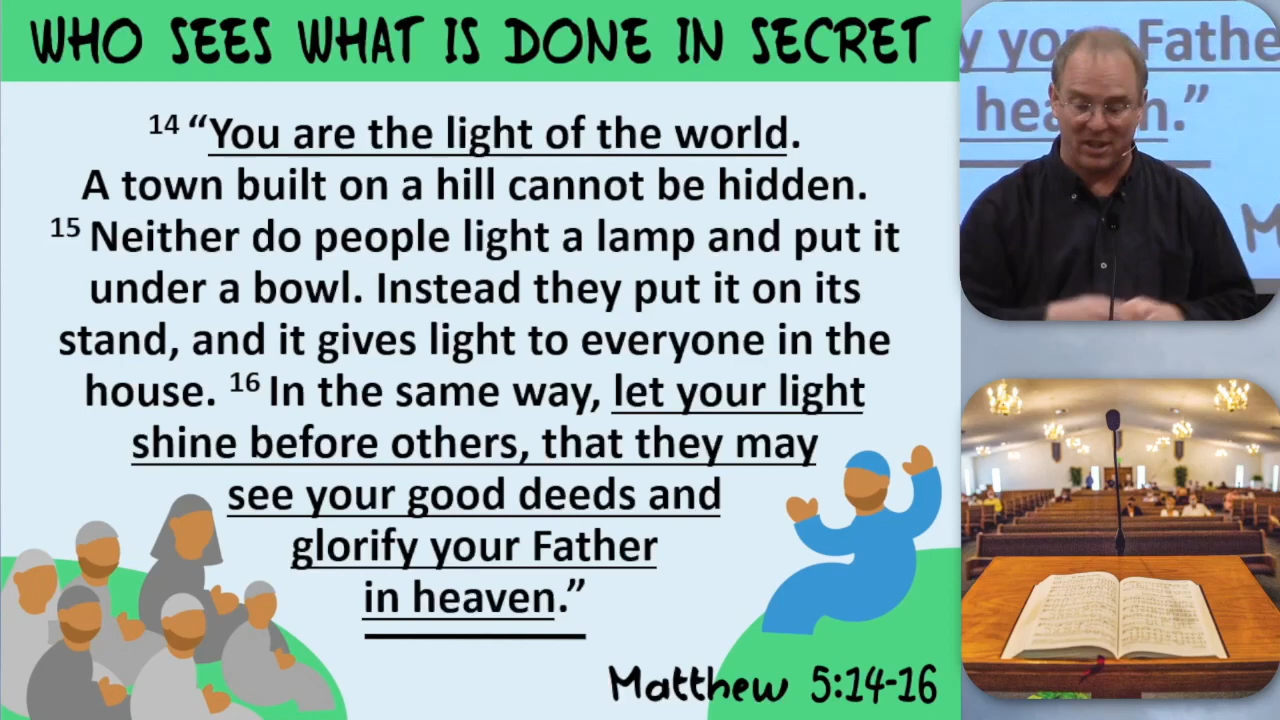 WHO SEES WHAT IS DONE IN SECRET
14 “You are the light of the world.
A town built on a hill cannot be hidden.
15 Neither do people light a lamp and put it
under a bowl. Instead they put it on its
stand, and it gives light to everyone in the
house. 16 In the same way, let your light
shine before others, that they may
see your good deeds and
glorify your Father
in heaven.”
Matthew 5:14-16
y your Fathe
heaven.”
M